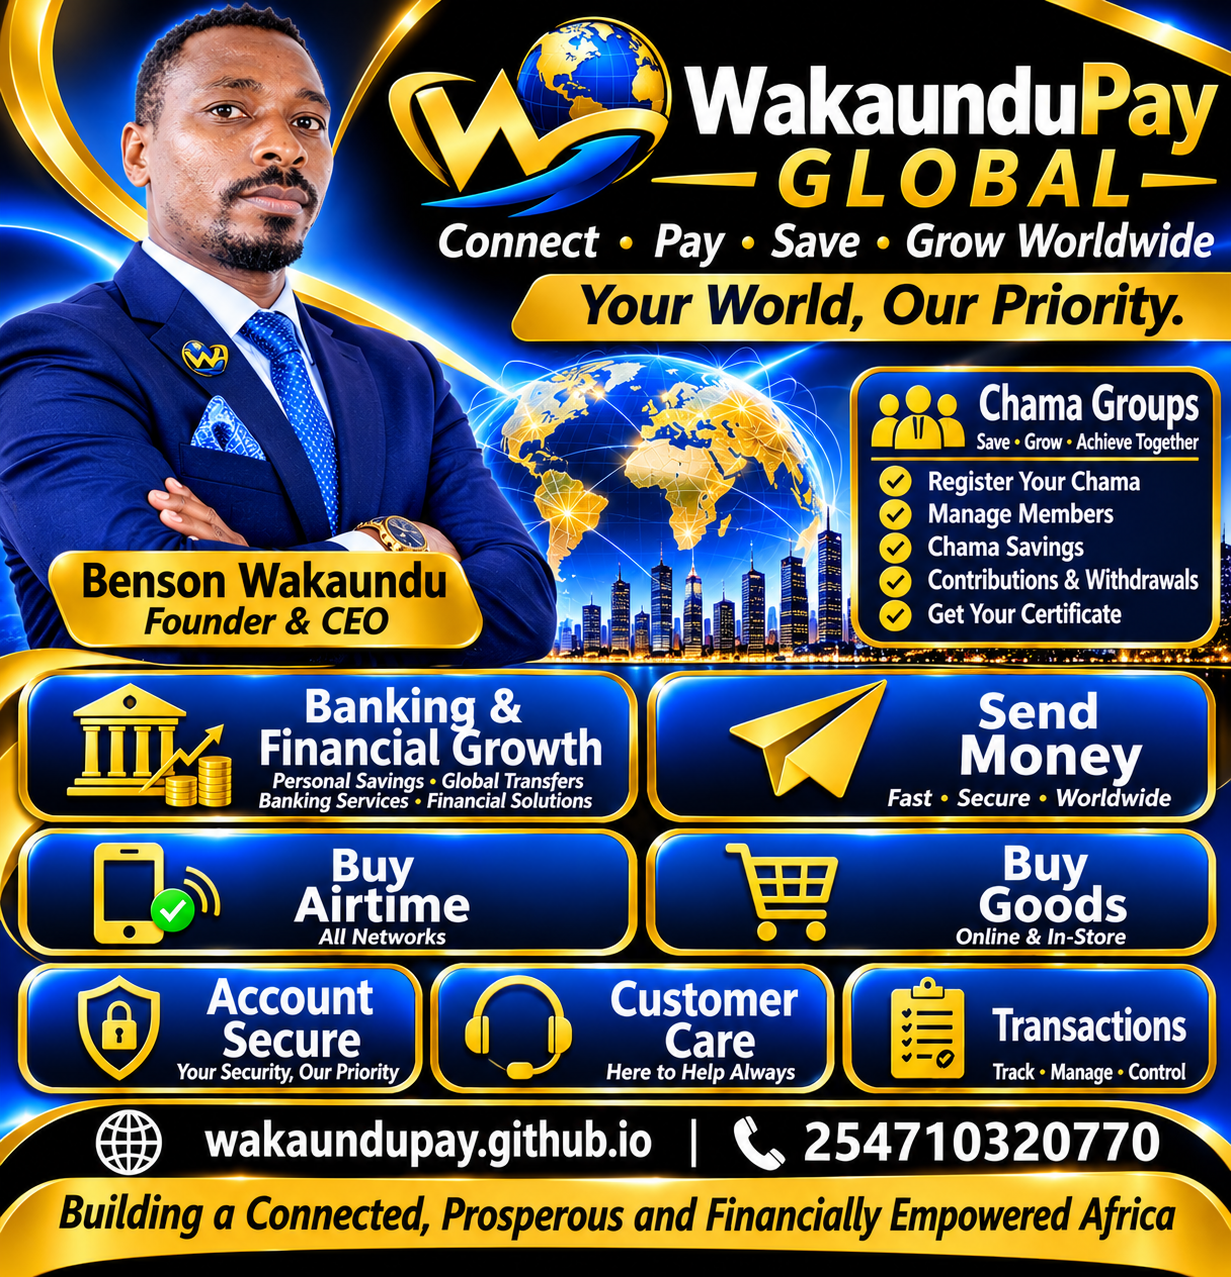 WakaunduPay
GLOBAL
Connect • Pay • Save • Grow Worldwide
Your World, Our Priority.
Chama Groups
Save • Grow • Achieve Together
Register Your Chama
Manage Members
Chama Savings
Contributions & Withdrawals
Get Your Certificate
Benson Wakaundu
Founder & CEO
Banking &
Financial Growth
Personal Savings • Global Transfers
Banking Services • Financial Solutions
Send
Money
Fast • Secure • Worldwide
Buy
Airtime
All Networks
Buy
Goods
Online & In-Store
Account
Secure
Your Security, Our Priority
Customer
Care
Here to Help Always
Transactions
Track • Manage • Control
wakaundupay.github.io | 254710320770
Building a Connected, Prosperous and Financially Empowered Africa